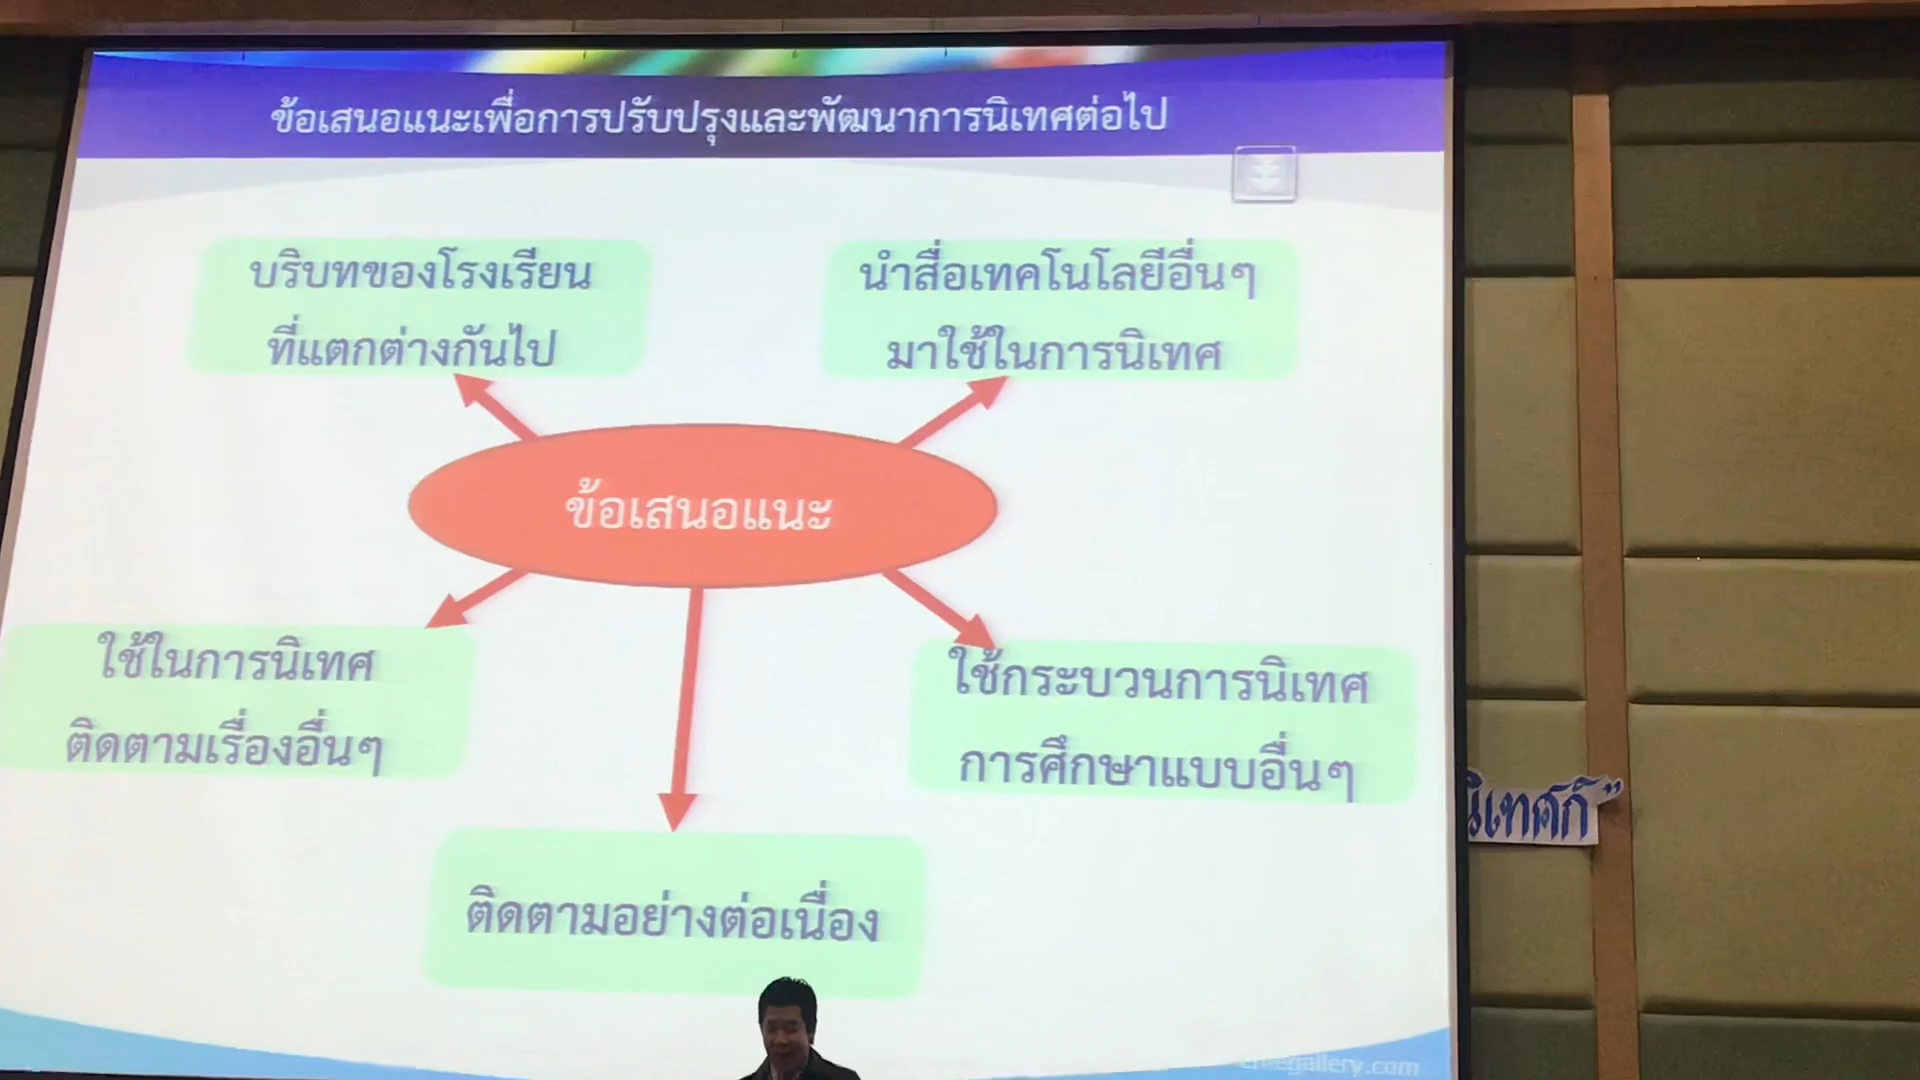 ข้อเสนอแนะเพื่อการปรับปรุงและพัฒนาการนิเทศต่อไป
บริบทของโรงเรียน
ที่แตกต่างกันไป
นำสื่อเทคโนโลยีอื่นๆ
มาใช้ในการนิเทศ
ข้อเสนอแนะ
ใช้ในการนิเทศ
ติดตามเรื่องอื่นๆ
ใช้กระบวนการนิเทศ
การศึกษาแบบอื่นๆ
ติดตามอย่างต่อเนื่อง